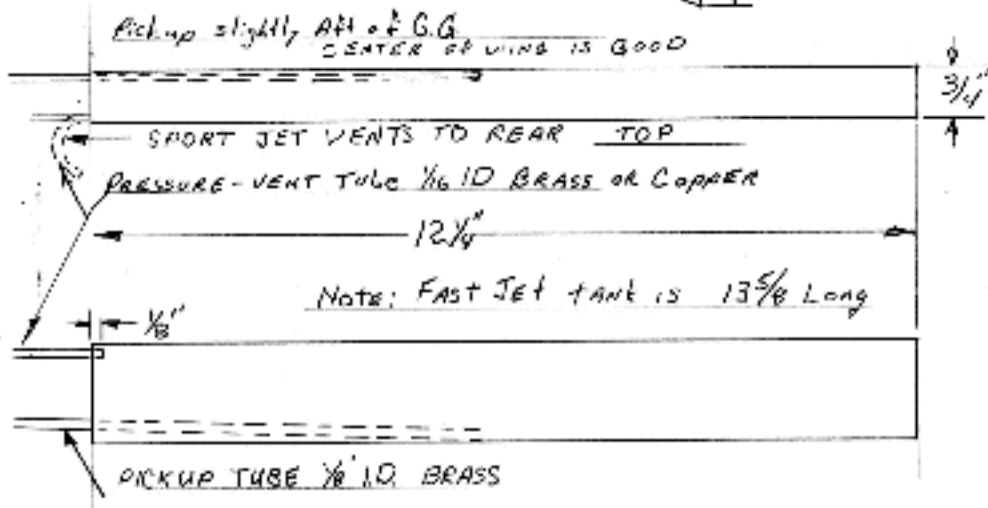 Pickup slightly Aft of C.G.
CENTER OF WING IS GOOD
3/4"
SPORT JET VENTS TO REAR TOP
PRESSURE-VENT TUBE 1/16 ID BRASS OR COPPER
12 1/4"
Note: FAST JET tANK is 13 5/8 Long
1/8"
PICKUP TUBE 1/8" I.D. BRASS